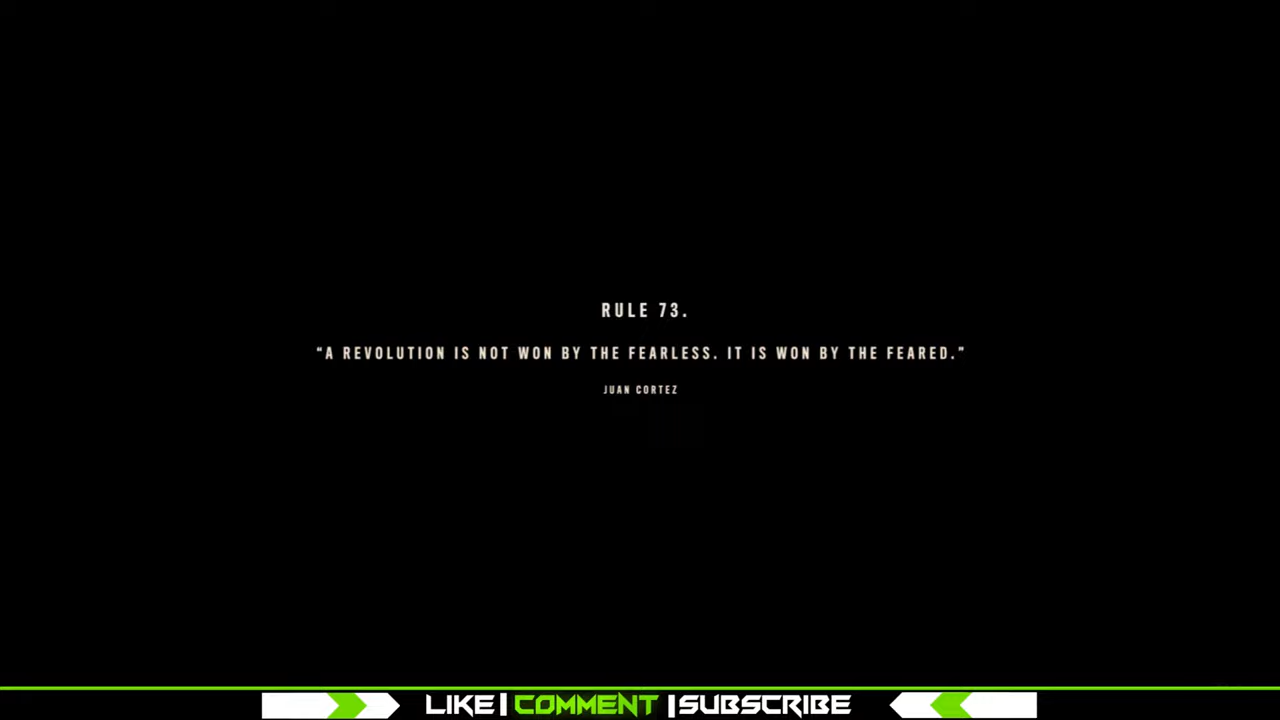 RULE 73.
“A REVOLUTION IS NOT WON BY THE FEARLESS. IT IS WON BY THE FEARED.”
JUAN CORTEZ
LIKE | COMMENT | SUBSCRIBE